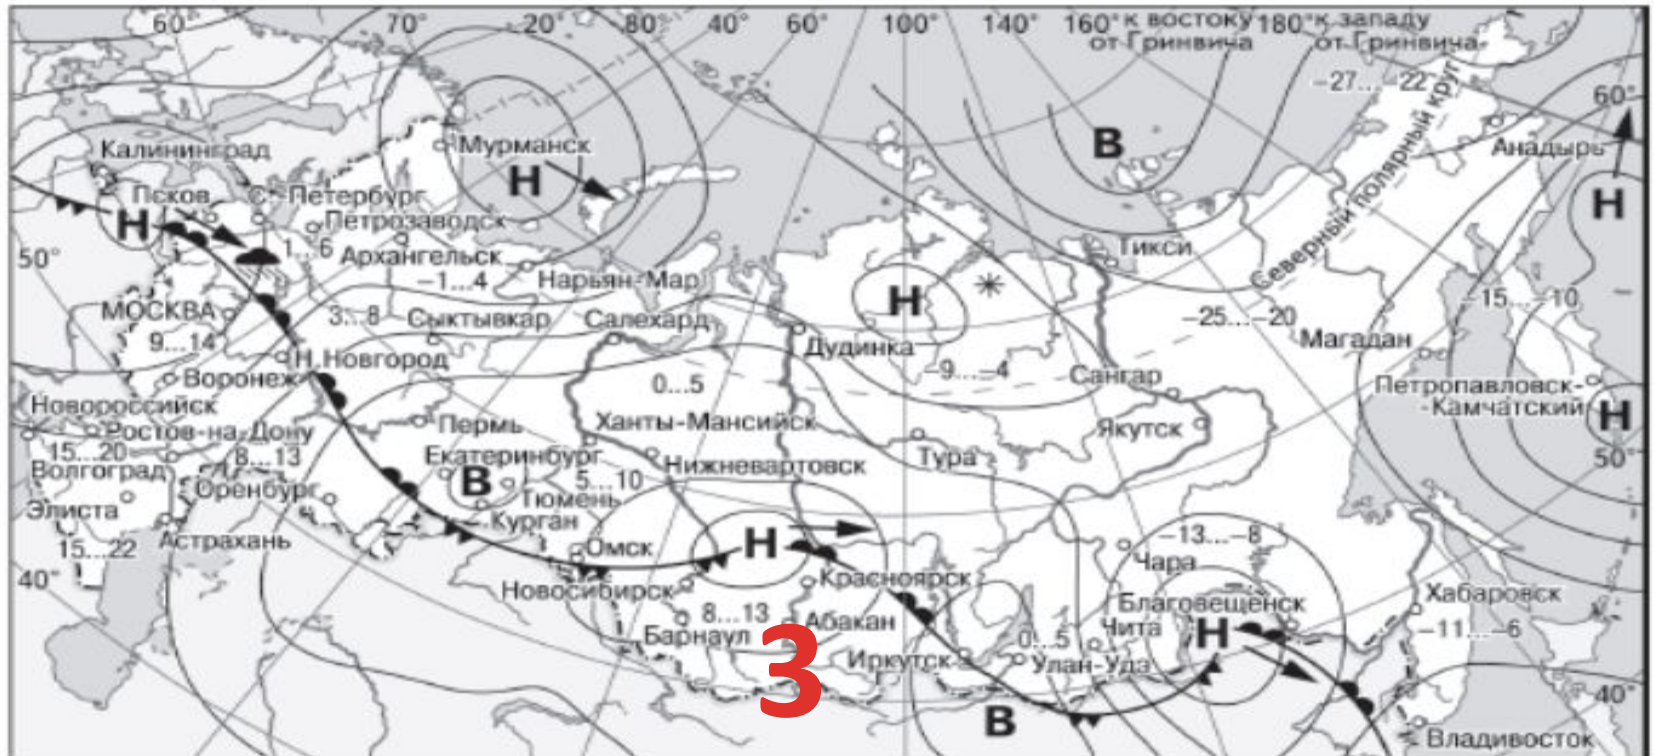 60° 70° 20° 80° 40° 60° 100° 140° 160° к востоку от Гринвича 180° к западу от Гринвича
−27...−22
60°
Калининград
Мурманск
В
Анадырь
Северный полярный круг
Н
Н
Псков
С.-Петербург
Петрозаводск
Н
1...6
Архангельск
Тикси
50°
−1...4
Нарьян-Мар
Н
−15...−10
МОСКВА
3...8
Сыктывкар
Салехард
−25...−20
Магадан
9...14
Н.Новгород
Дудинка
−9...−4
Сангар
Воронеж
0...5
Петропавловск-
-Камчатский
Н
Новороссийск
Ростов-на-Дону
Пермь
Ханты-Мансийск
Якутск
15...20
8...13
Екатеринбург
Тура
50°
Волгоград
В
5...10
Нижневартовск
Оренбург
Тюмень
Элиста
Курган
15...22
Астрахань
Омск
Н
−13...−8
Чара
40°
Новосибирск
Красноярск
Благовещенск
Хабаровск
8...13
Абакан
Барнаул
0...5
Чита
Н
−11...−6
3
Иркутск
Улан-Удэ
40°
В
Владивосток